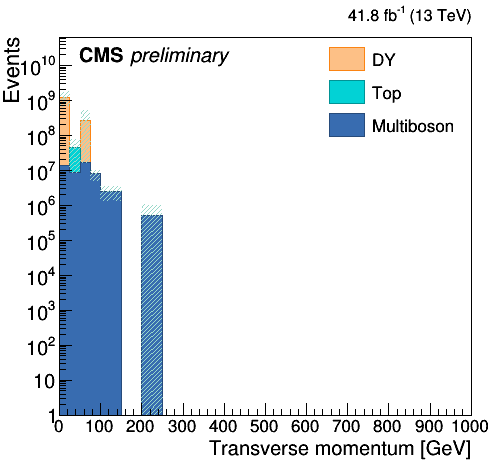 41.8 fb⁻¹ (13 TeV)
CMS preliminary
DY
Top
Multiboson
Events
10¹⁰
10⁹
10⁸
10⁷
10⁶
10⁵
10⁴
10³
10²
10
1
0 100 200 300 400 500 600 700 800 900 1000
Transverse momentum [GeV]